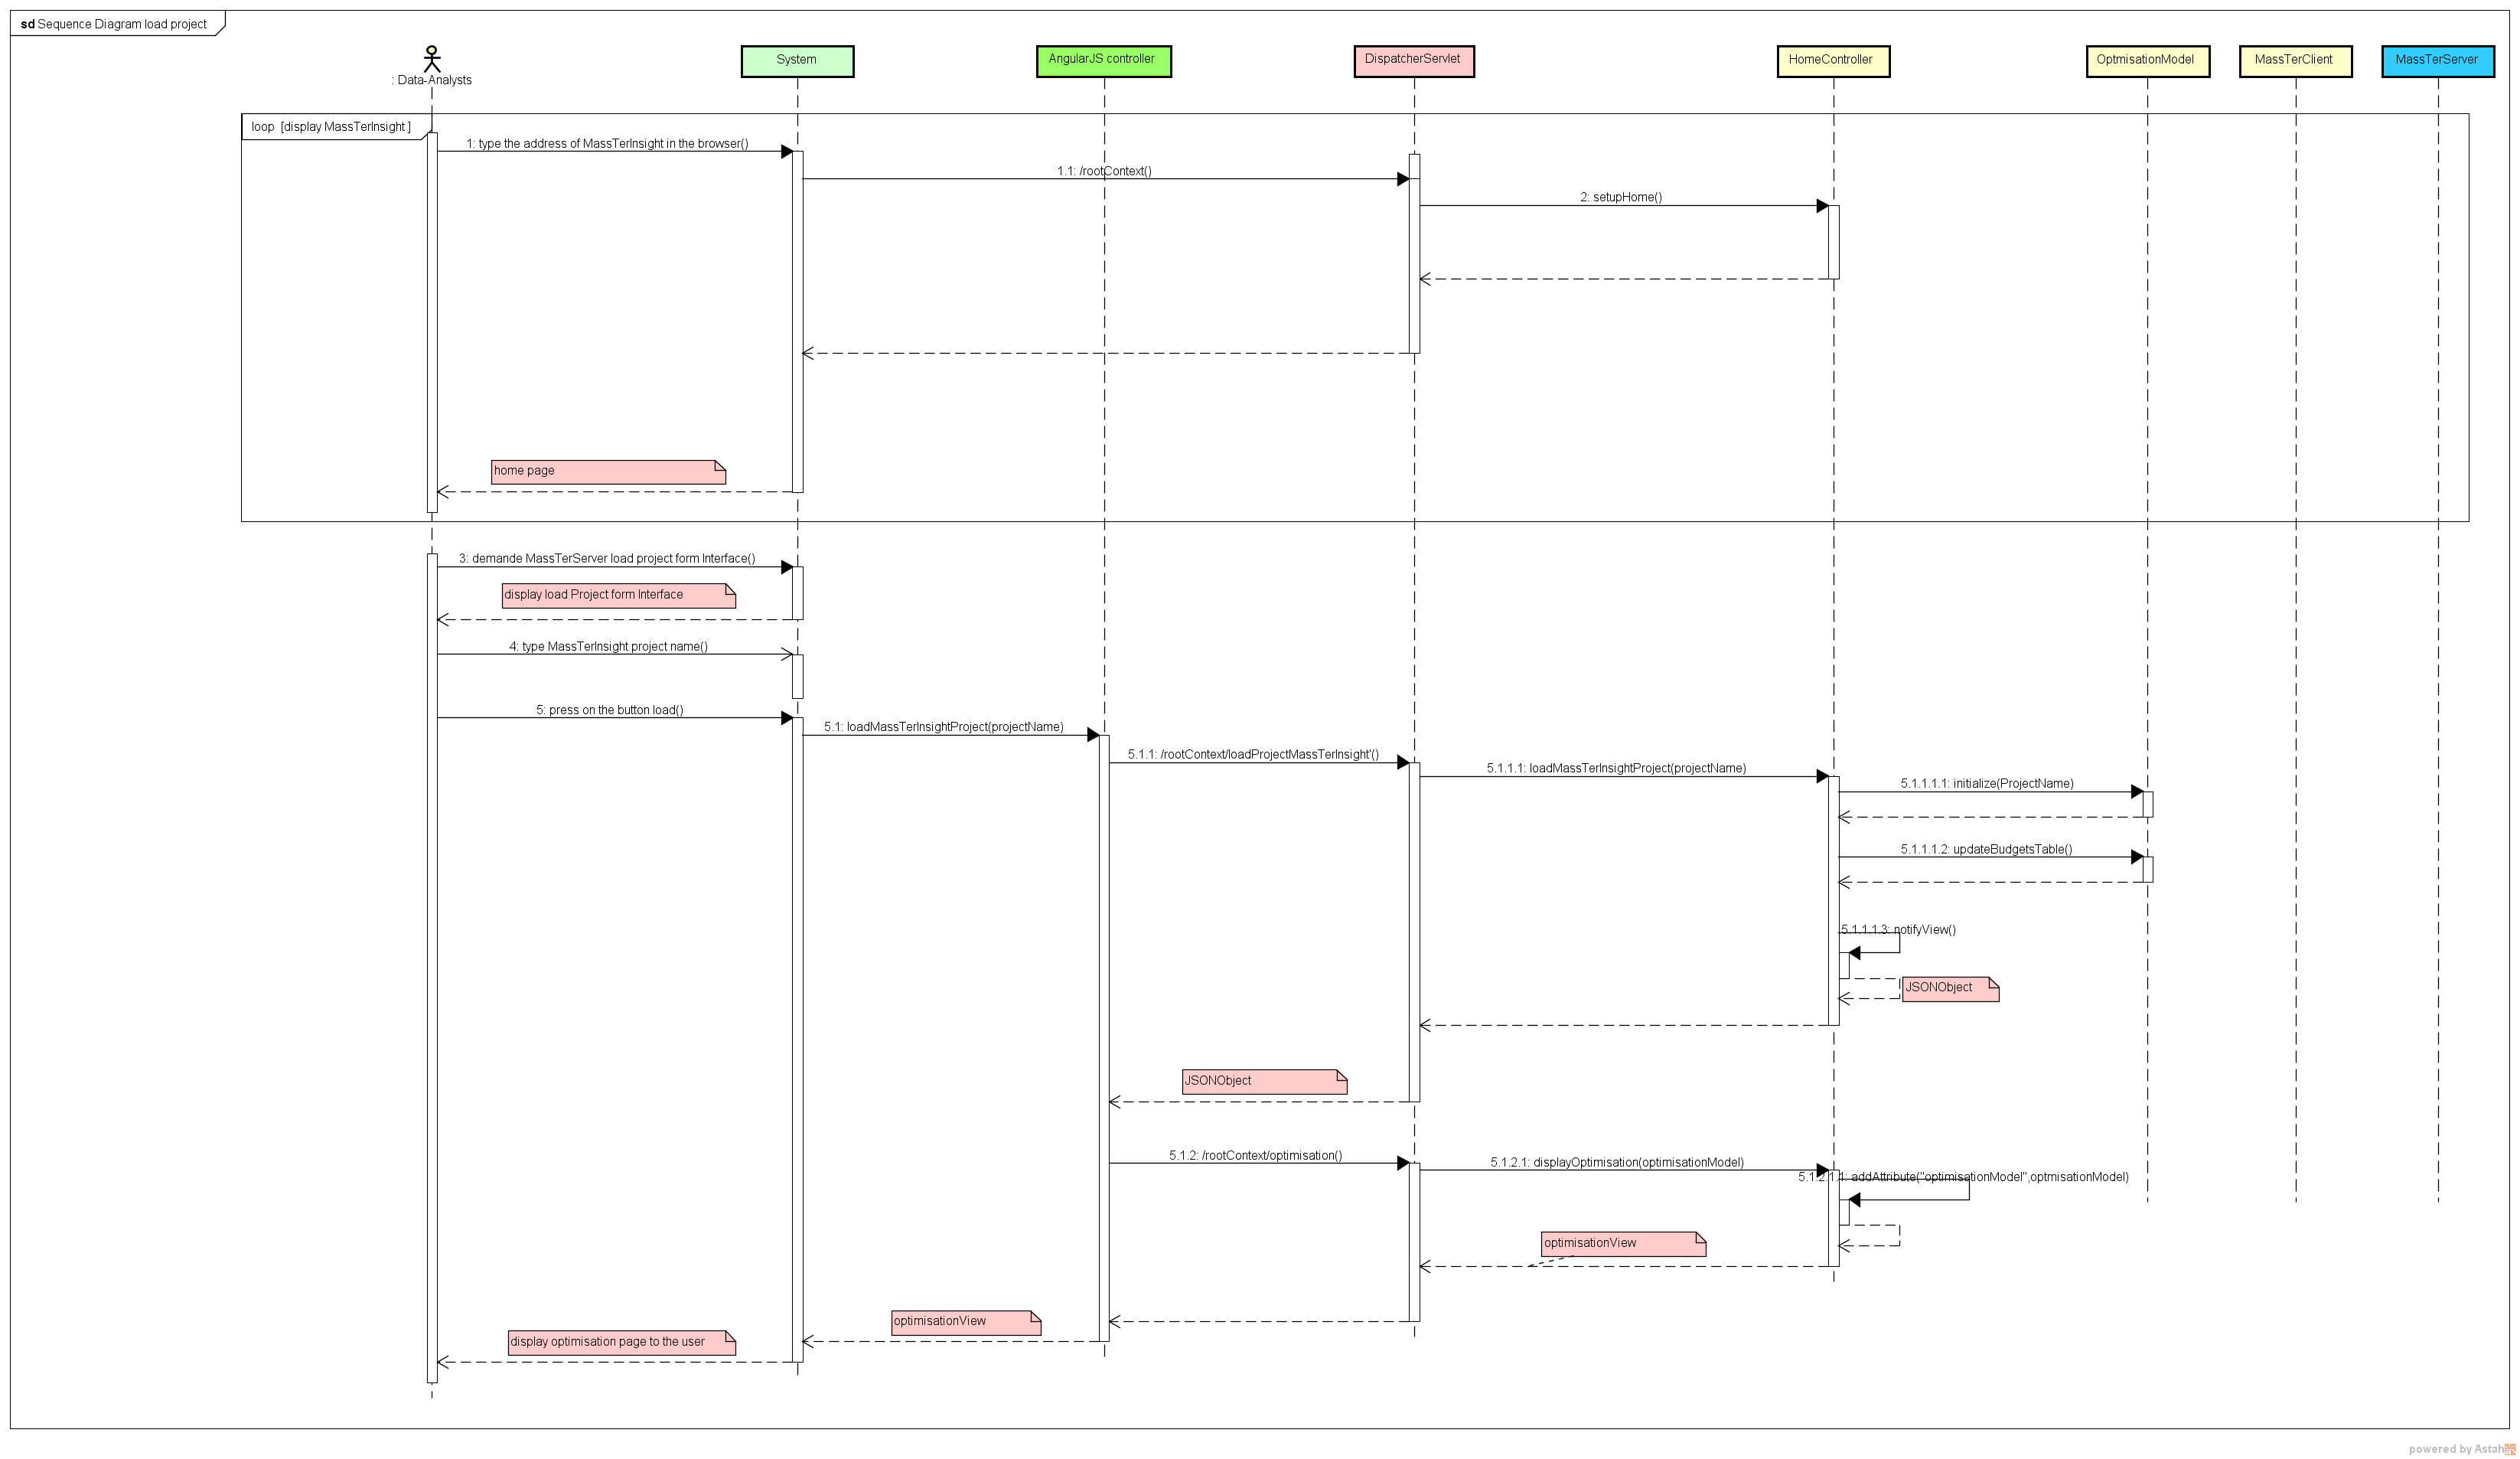 sd Sequence Diagram load project
: Data-Analysts
System
AngularJS controller
DispatcherServlet
HomeController
OptmisationModel
MassTerClient
MassTerServer
loop [display MassTerInsight ]
1: type the address of MassTerInsight in the browser()
1.1: /rootContext()
2: setupHome()
home page
3: demande MassTerServer load project form Interface()
display load Project form Interface
4: type MassTerInsight project name()
5: press on the button load()
5.1: loadMassTerInsightProject(projectName)
5.1.1: /rootContext/loadProjectMassTerInsight'()
5.1.1.1: loadMassTerInsightProject(projectName)
5.1.1.1.1: initialize(ProjectName)
5.1.1.1.2: updateBudgetsTable()
5.1.1.1.3: notifyView()
JSONObject
JSONObject
5.1.2: /rootContext/optimisation()
5.1.2.1: displayOptimisation(optimisationModel)
5.1.2.1.1: addAttribute("optimisationModel",optmisationModel)
optimisationView
optimisationView
display optimisation page to the user
powered by Astah